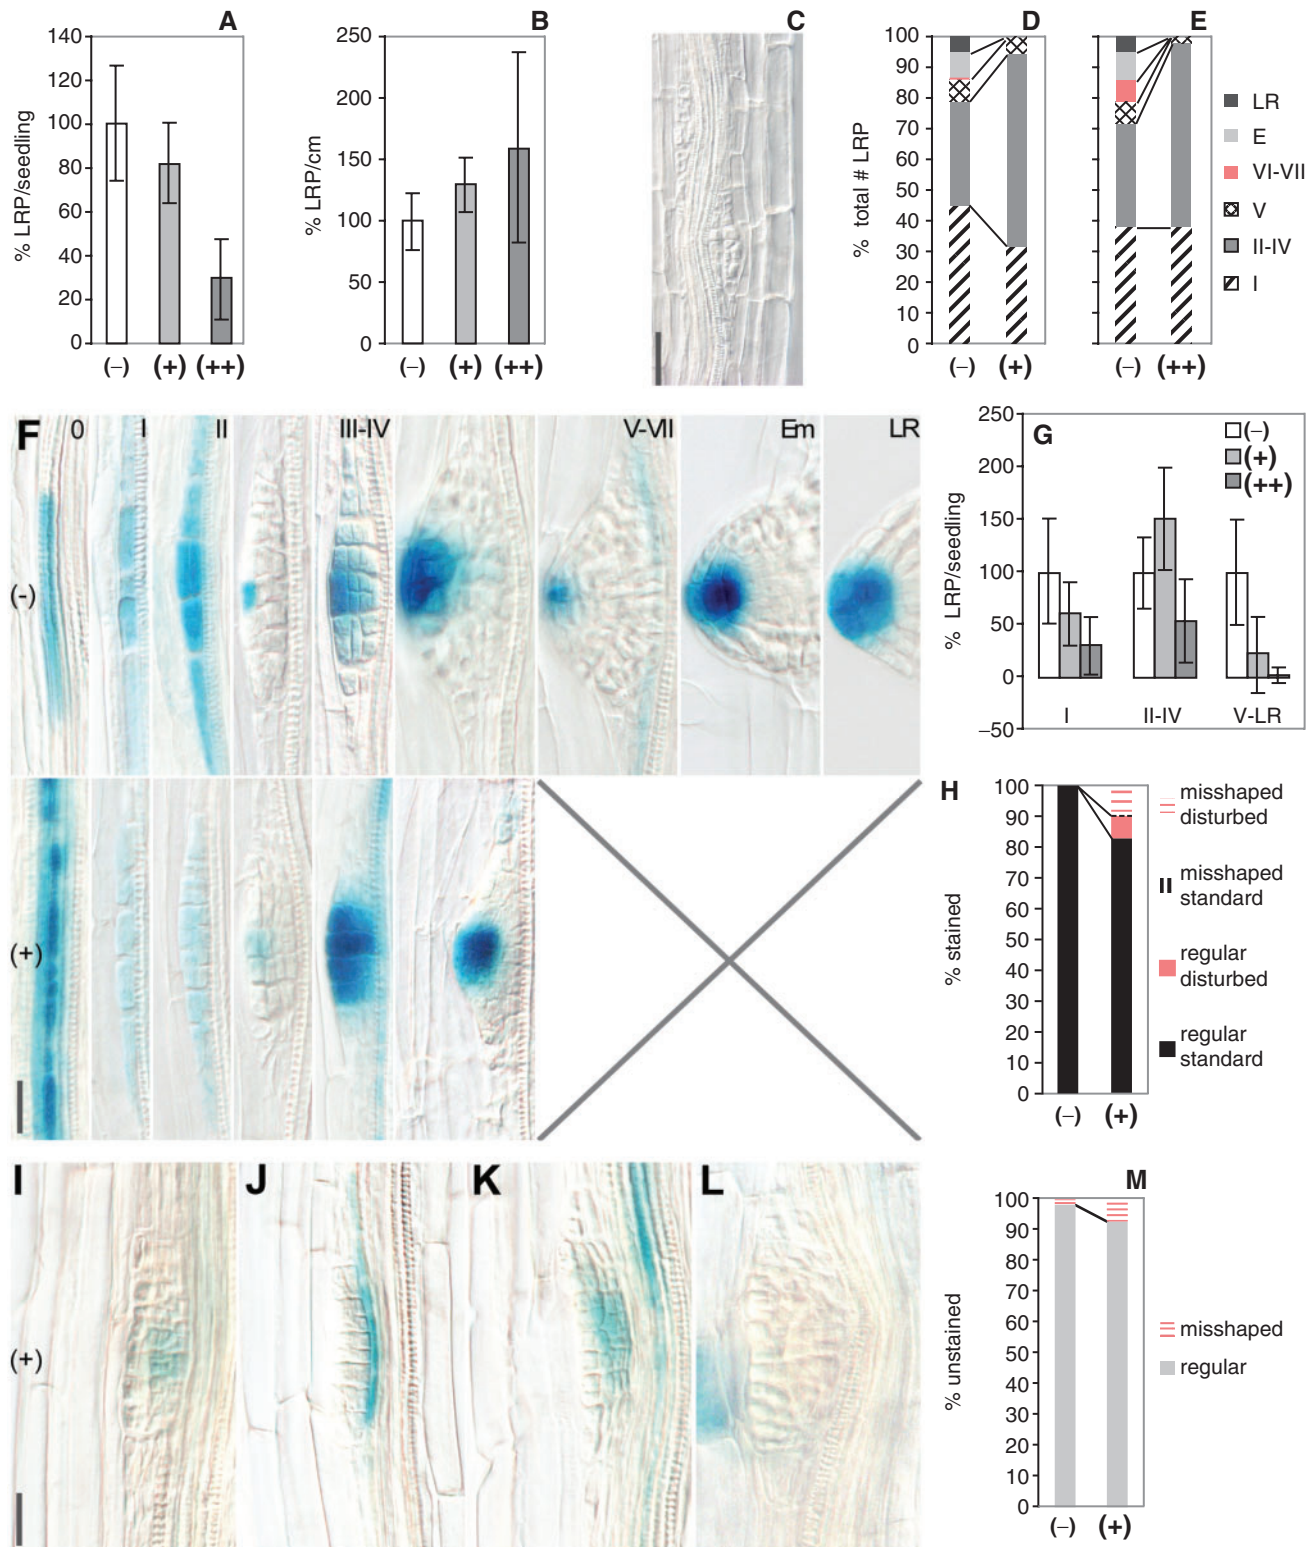 A
% LRP/seedling
140
120
100
80
60
40
20
0
(–) (+) (++)
B
% LRP/cm
250
200
150
100
50
0
(–) (+) (++)
C
D
% total # LRP
100
90
80
70
60
50
40
30
20
10
0
(–) (+)
E
(–) (++)
LR
E
VI-VII
V
II-IV
I
F
0 I II III-IV V-VII Em LR
(-)
(+)
G
% LRP/seedling
250
200
150
100
50
0
–50
(–)
(+)
(++)
I II-IV V-LR
H
% stained
100
90
80
70
60
50
40
30
20
10
0
(–) (+)
misshaped
disturbed
misshaped
standard
regular
disturbed
regular
standard
I J K L
(+)
M
% unstained
100
90
80
70
60
50
40
30
20
10
0
(–) (+)
misshaped
regular